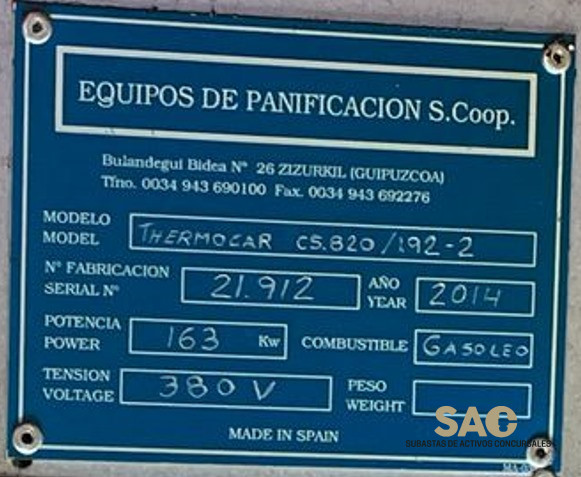 EQUIPOS DE PANIFICACION S.Coop.
Bulandegui Bidea Nº 26 ZIZURKIL (GUIPUZCOA)
Tfno. 0034 943 690100 Fax. 0034 943 692276
MODELO
MODEL THERMOCAR CS.820/192-2
Nº FABRICACION
SERIAL Nº 21.912
AÑO
YEAR 2014
POTENCIA
POWER 163 Kw
COMBUSTIBLE GASOLEO
TENSION
VOLTAGE 380 V
PESO
WEIGHT
MADE IN SPAIN
SAC
SUBASTAS DE ACTIVOS CONCURSALES